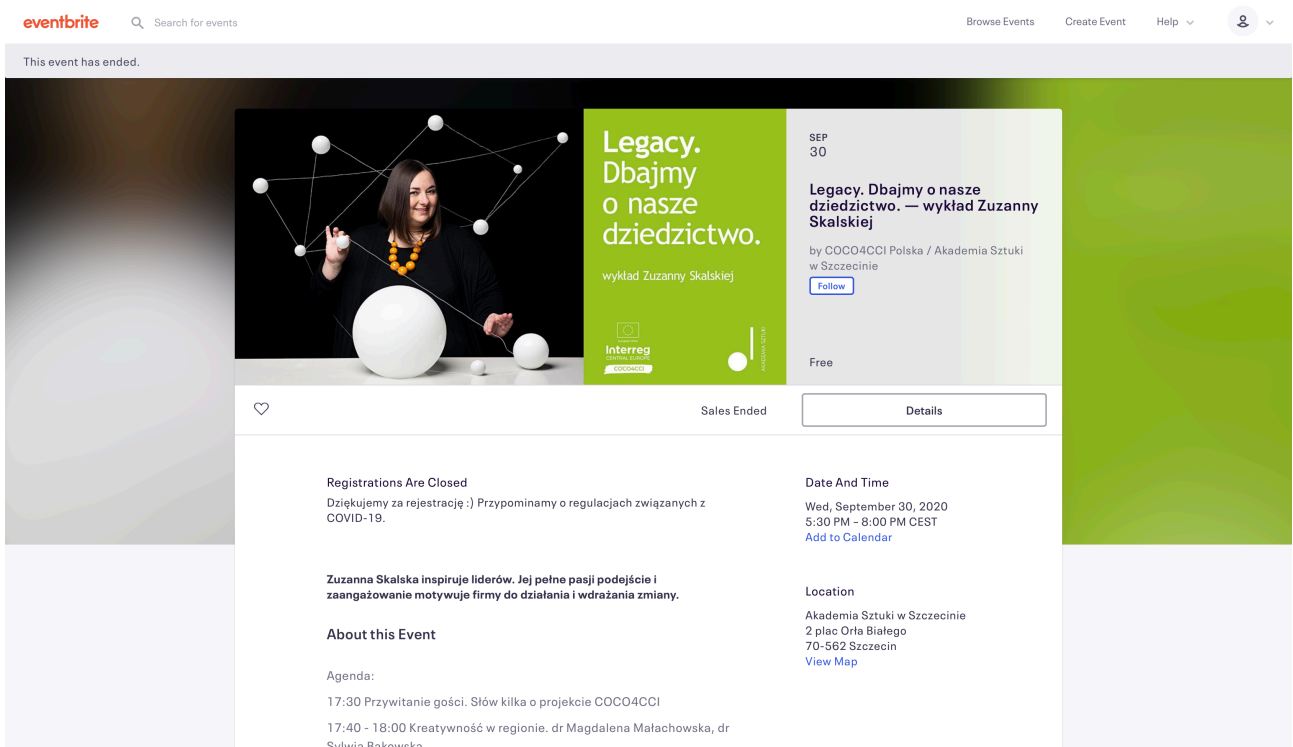 eventbrite
Search for events
Browse Events
Create Event
Help
This event has ended.
Legacy.
Dbajmy
o nasze
dziedzictwo.
wykład Zuzanny Skalskiej
Interreg
CENTRAL EUROPE
COCO4CCI
AKADEMIA SZTUKI
SEP
30
Legacy. Dbajmy o nasze
dziedzictwo. — wykład Zuzanny
Skalskiej
by COCO4CCI Polska / Akademia Sztuki
w Szczecinie
Follow
Free
Sales Ended
Details
Registrations Are Closed
Dziękujemy za rejestrację :) Przypominamy o regulacjach związanych z
COVID-19.
Zuzanna Skalska inspiruje liderów. Jej pełne pasji podejście i
zaangażowanie motywuje firmy do działania i wdrażania zmiany.
About this Event
Agenda:
17:30 Przywitanie gości. Słów kilka o projekcie COCO4CCI
17:40 - 18:00 Kreatywność w regionie. dr Magdalena Małachowska, dr
Sylwia Bakowska
Date And Time
Wed, September 30, 2020
5:30 PM – 8:00 PM CEST
Add to Calendar
Location
Akademia Sztuki w Szczecinie
2 plac Orła Białego
70-562 Szczecin
View Map